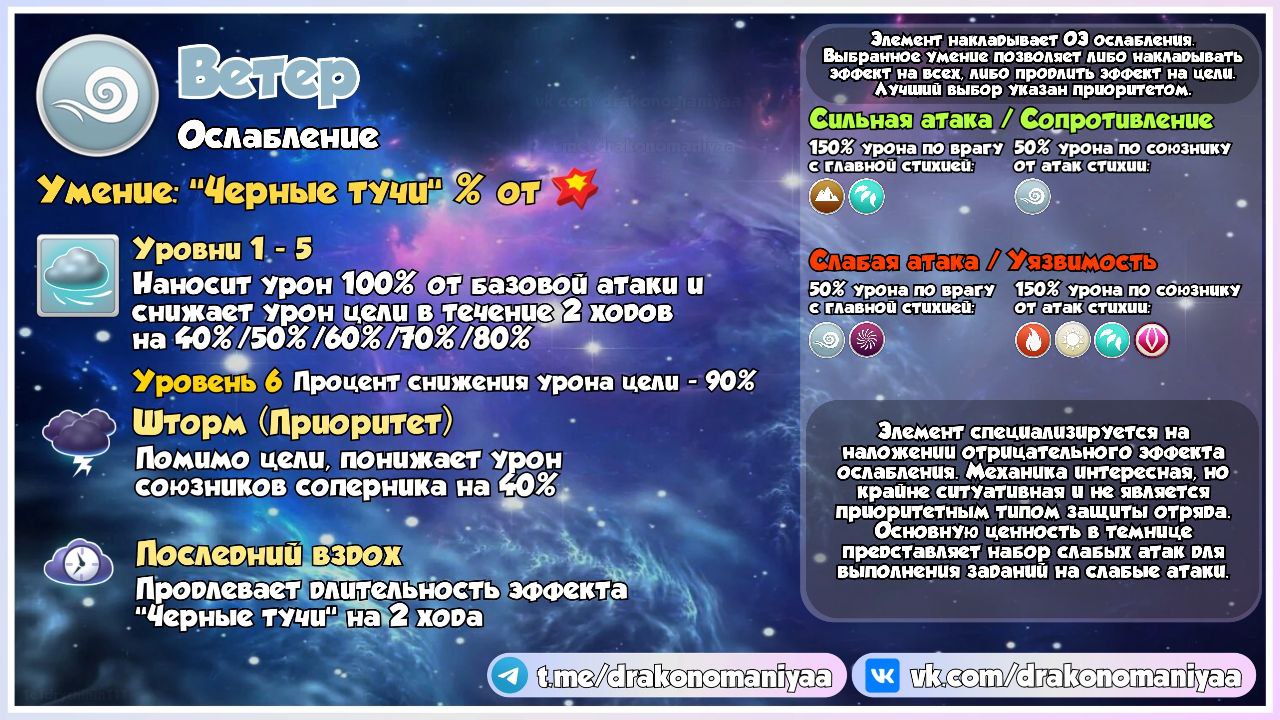 Ветер
Ослабление
Умение: "Черные тучи" % от
Уровни 1 - 5
Наносит урон 100% от базовой атаки и
снижает урон цели в течение 2 ходов
на 40%/50%/60%/70%/80%
Уровень 6 Процент снижения урона цели - 90%
Шторм (Приоритет)
Помимо цели, понижает урон
союзников соперника на 40%
Последний вздох
Продлевает длительность эффекта
"Черные тучи" на 2 хода
Элемент накладывает ОЗ ослабления.
Выбранное умение позволяет либо накладывать
эффект на всех, либо продлить эффект на цели.
Лучший выбор указан приоритетом.
Сильная атака / Сопротивление
150% урона по врагу 50% урона по союзнику
с главной стихией: от атак стихии:
Слабая атака / Уязвимость
50% урона по врагу 150% урона по союзнику
с главной стихией: от атак стихии:
Элемент специализируется на
наложении отрицательного эффекта
ослабления. Механика интересная, но
крайне ситуативная и не является
приоритетным типом защиты отряда.
Основную ценность в темнице
представляет набор слабых атак для
выполнения заданий на слабые атаки.
t.me/drakonomaniyaa vk.com/drakonomaniyaa